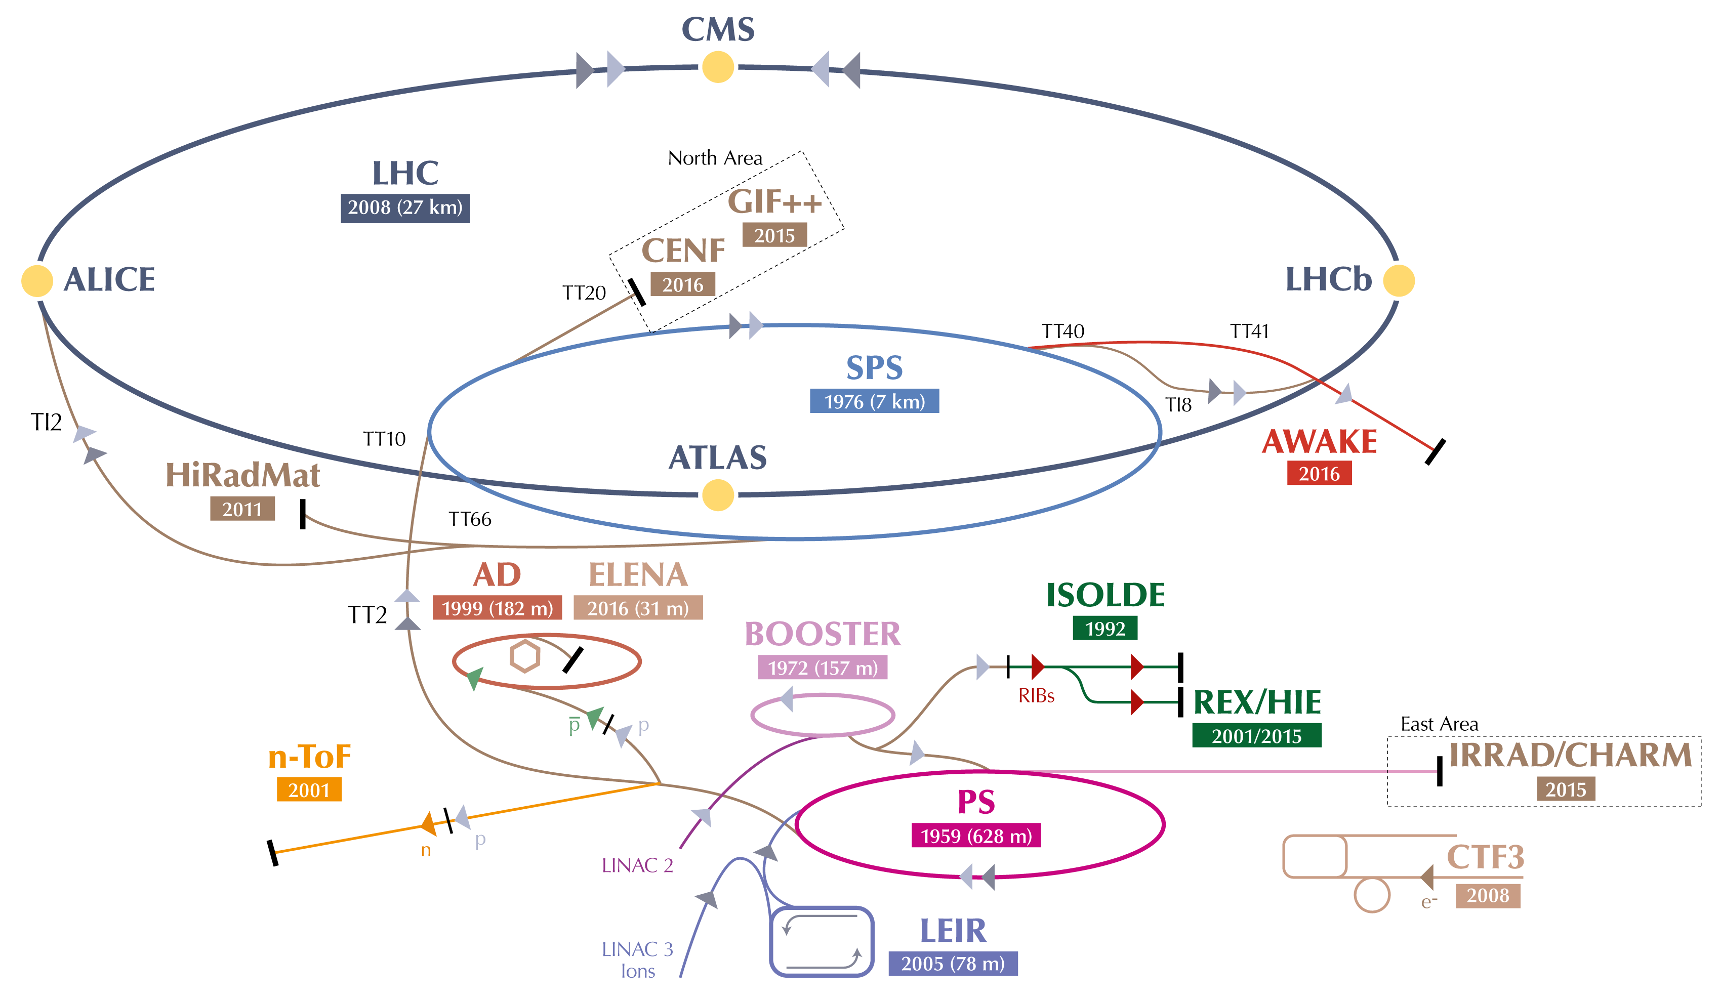 CMS
North Area
LHC
2008 (27 km)
GIF++
2015
CENF
2016
ALICE
LHCb
TT20
TT40
TT41
SPS
1976 (7 km)
TI8
TI2
TT10
AWAKE
2016
ATLAS
HiRadMat
2011
TT66
AD
1999 (182 m)
ELENA
2016 (31 m)
TT2
ISOLDE
1992
BOOSTER
1972 (157 m)
RIBs
REX/HIE
2001/2015
p̅
p
East Area
IRRAD/CHARM
2015
n-ToF
2001
n
p
PS
1959 (628 m)
LINAC 2
CTF3
2008
e-
LEIR
2005 (78 m)
LINAC 3
Ions